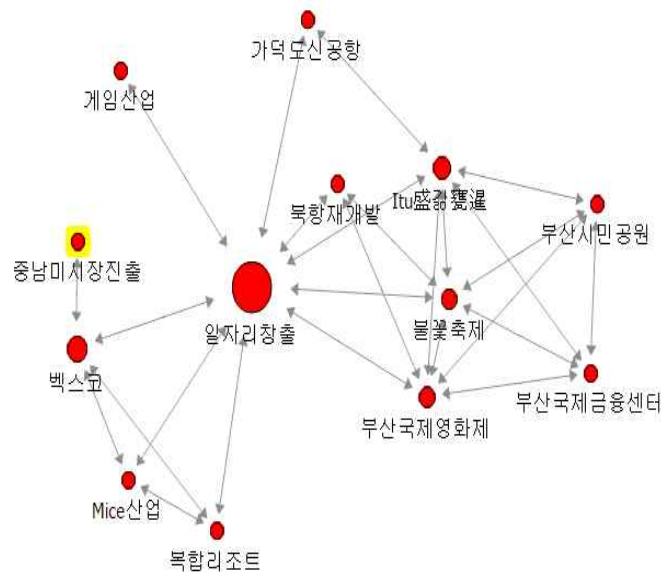 가덕도신공항
게임산업
북항재개발
Itu
부산시민공원
중남미시장진출
일자리창출
불꽃축제
벡스코
부산국제금융센터
부산국제영화제
Mice산업
복합리조트